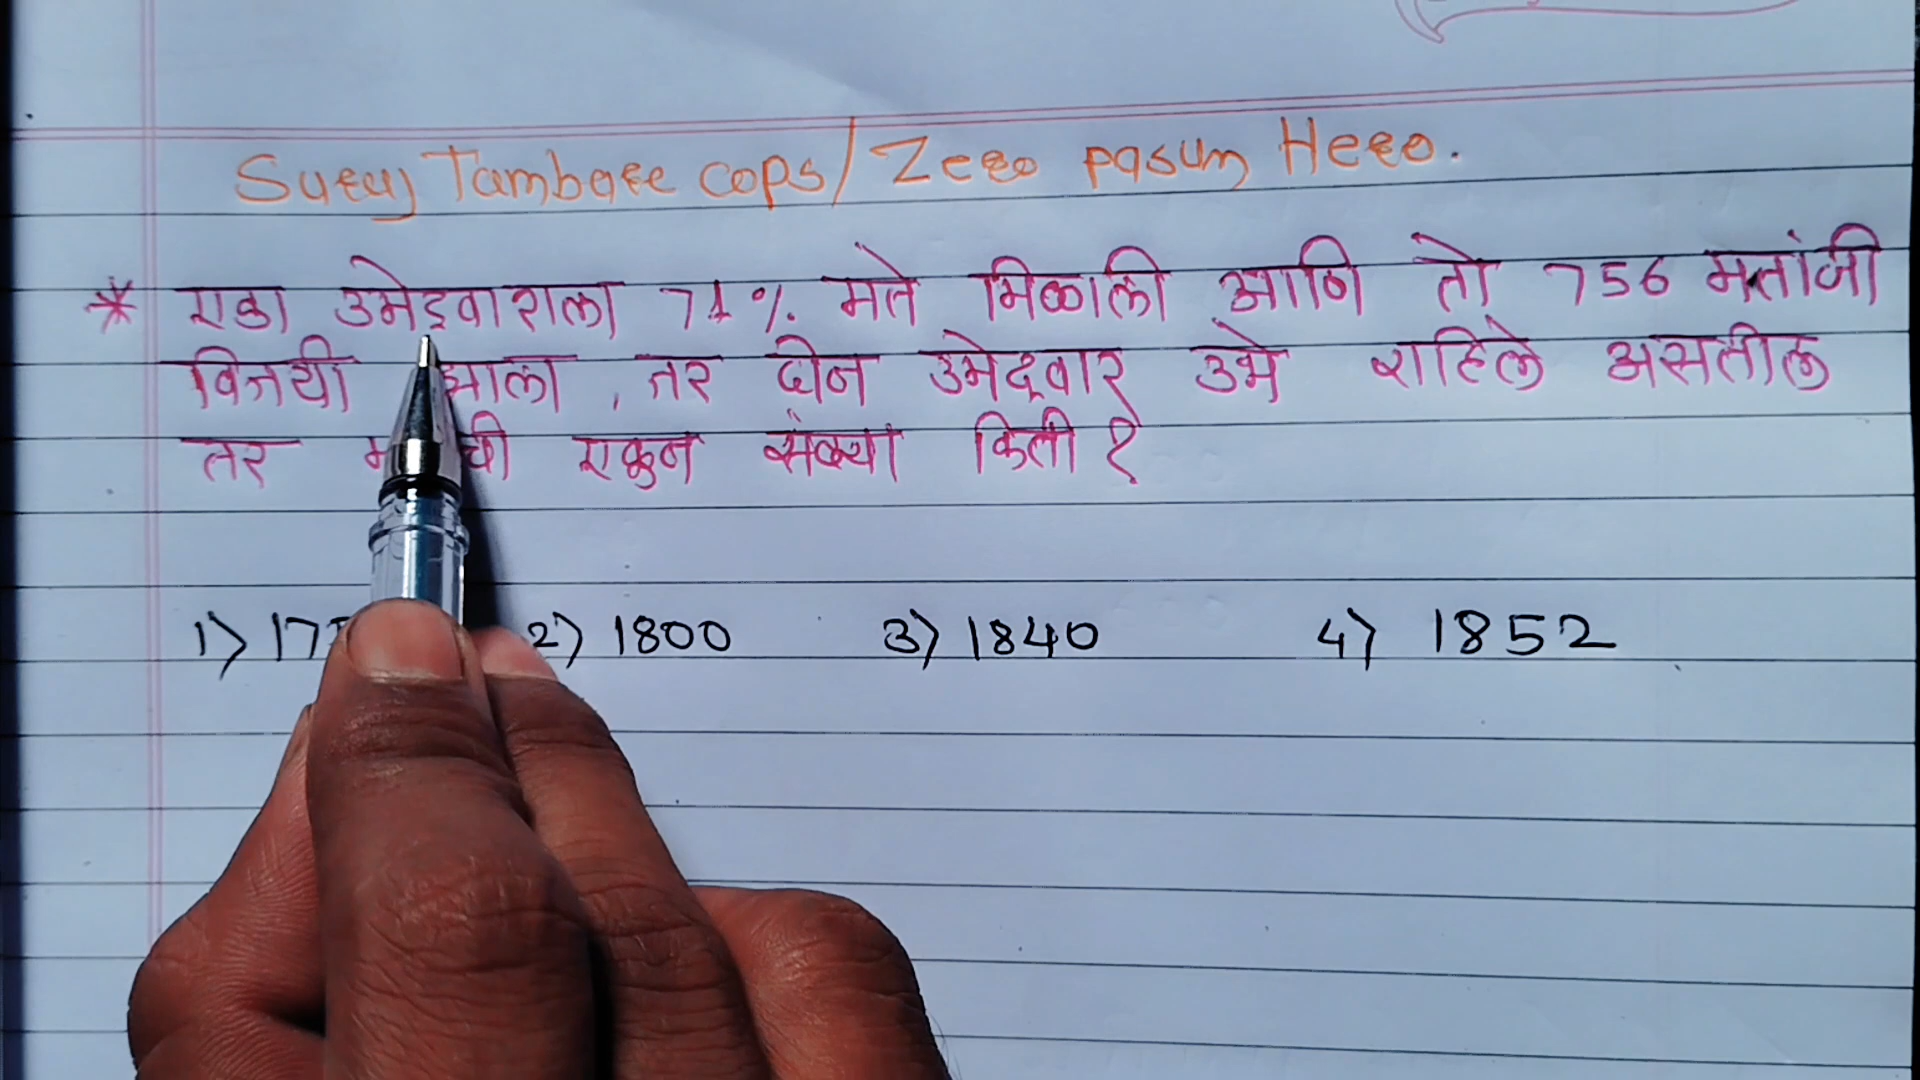 Suruj Tambare cops/Zero pasun Hero.
* एका उमेदवाराला 71% मते मिळाली आणि तो 756 मतांनी
विजयी झाला, तर दोन उमेदवार उभे राहिले असतील
तर एकुन संख्या किती?
1) 2) 1800 3) 1840 4) 1852